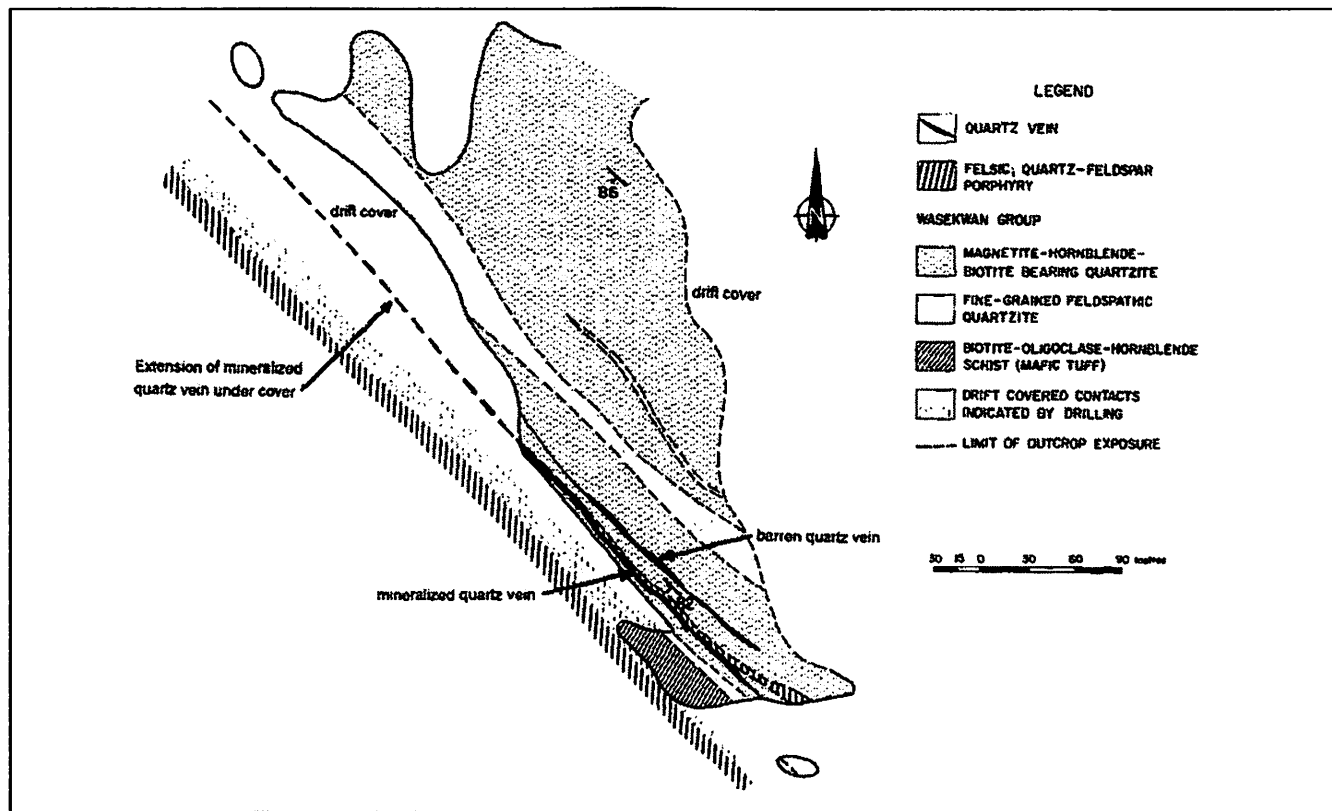 drift cover
86
drift cover
Extension of mineralized
quartz vein under cover
barren quartz vein
mineralized quartz vein
N
LEGEND
QUARTZ VEIN
FELSIC; QUARTZ-FELDSPAR
PORPHYRY
WASEKWAN GROUP
MAGNETITE-HORNBLENDE-
BIOTITE BEARING QUARTZITE
FINE-GRAINED FELDSPATHIC
QUARTZITE
BIOTITE-OLIGOCLASE-HORNBLENDE
SCHIST (MAFIC TUFF)
DRIFT COVERED CONTACTS
INDICATED BY DRILLING
LIMIT OF OUTCROP EXPOSURE
30 15 0 30 60 90 metres